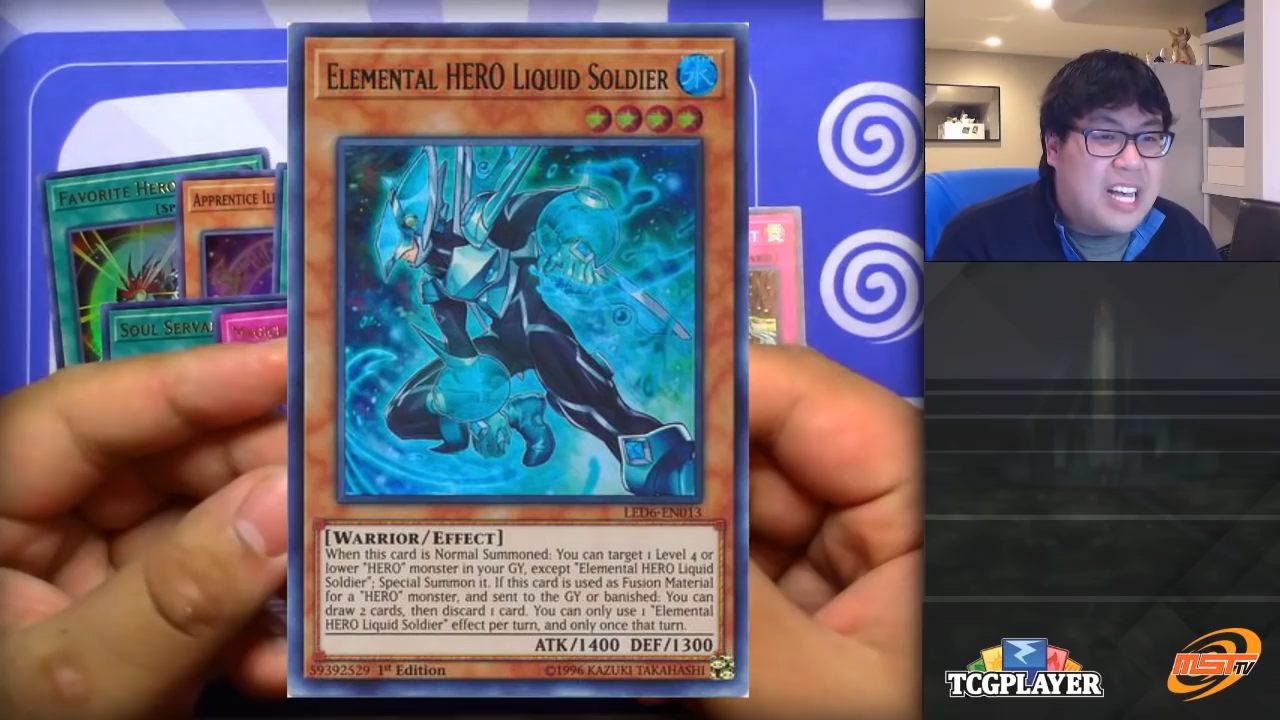 ELEMENTAL HERO LIQUID SOLDIER
水
FAVORITE HERO
[SP
APPRENTICE
SOUL SERVA
LED6-EN013
[WARRIOR/EFFECT]
When this card is Normal Summoned: You can target 1 Level 4 or
lower "HERO" monster in your GY, except "Elemental HERO Liquid
Soldier"; Special Summon it. If this card is used as Fusion Material
for a "HERO" monster, and sent to the GY or banished: You can
draw 2 cards, then discard 1 card. You can only use 1 "Elemental
HERO Liquid Soldier" effect per turn, and only once that turn.
ATK/1400 DEF/1300
59392529 1st Edition
©1996 KAZUKI TAKAHASHI
TCGPLAYER
MST TV